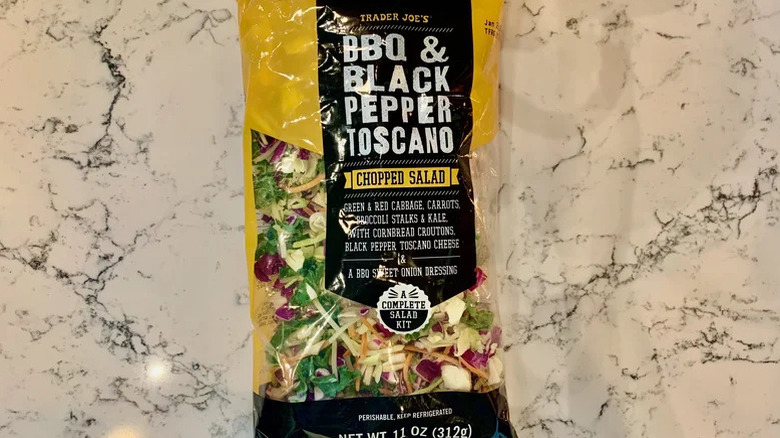 TRADER JOE'S
BBQ &
BLACK
PEPPER
TOSCANO
CHOPPED SALAD
GREEN & RED CABBAGE, CARROTS,
BROCCOLI STALKS & KALE,
WITH CORNBREAD CROUTONS,
BLACK PEPPER TOSCANO CHEESE
&
A BBQ SWEET ONION DRESSING
A
COMPLETE
SALAD
KIT
PERISHABLE, KEEP REFRIGERATED
NET WT. 11 OZ (312g)